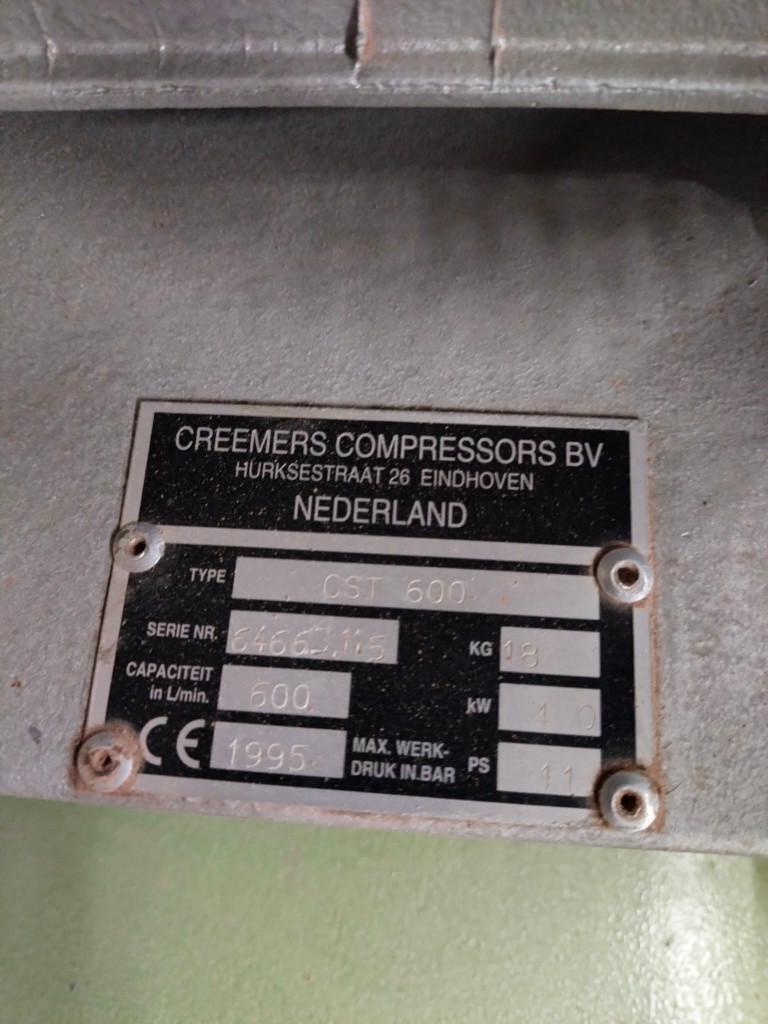 CREEMERS COMPRESSORS BV
HURKSESTRAAT 26 EINDHOVEN
NEDERLAND
TYPE CST 600
SERIE NR.
KG 18
CAPACITEIT
in L/min. 600
kW
CE 1995
MAX. WERK-
DRUK IN.BAR
PS 11